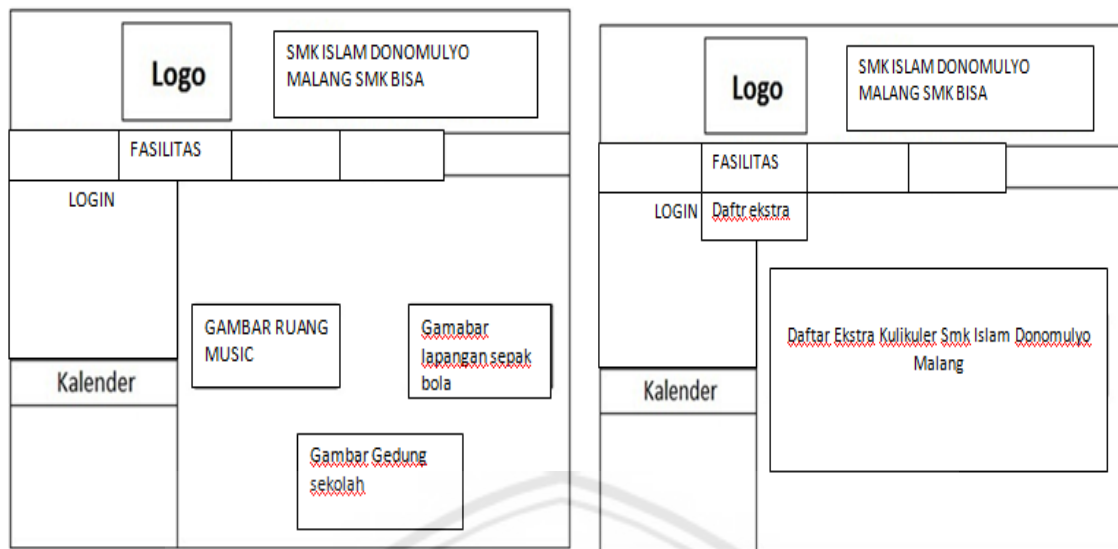 Logo
SMK ISLAM DONOMULYO
MALANG SMK BISA
FASILITAS
LOGIN
GAMBAR RUANG
MUSIC
Gamabar
lapangan sepak
bola
Kalender
Gambar Gedung
sekolah
Logo
SMK ISLAM DONOMULYO
MALANG SMK BISA
FASILITAS
LOGIN
Daftr ekstra
Daftar Ekstra Kulikuler Smk Islam Donomulyo
Malang
Kalender